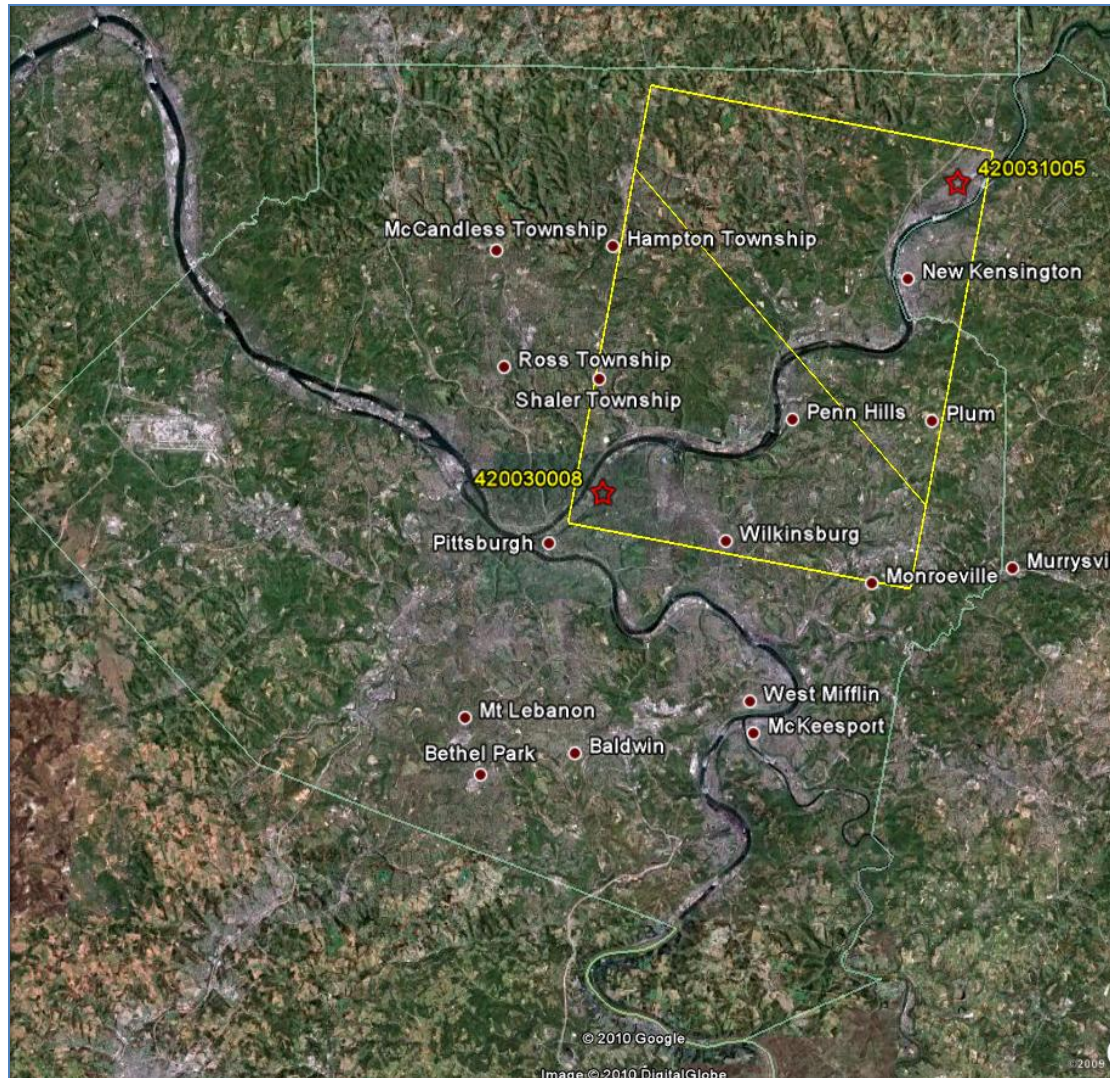 420031005
McCandless Township
Hampton Township
New Kensington
Ross Township
Shaler Township
Penn Hills
Plum
420030008
Pittsburgh
Wilkinsburg
Monroeville
Murrysvi
West Mifflin
Mt Lebanon
McKeesport
Baldwin
Bethel Park
© 2010 Google
Image © 2010 DigitalGlobe
©2009